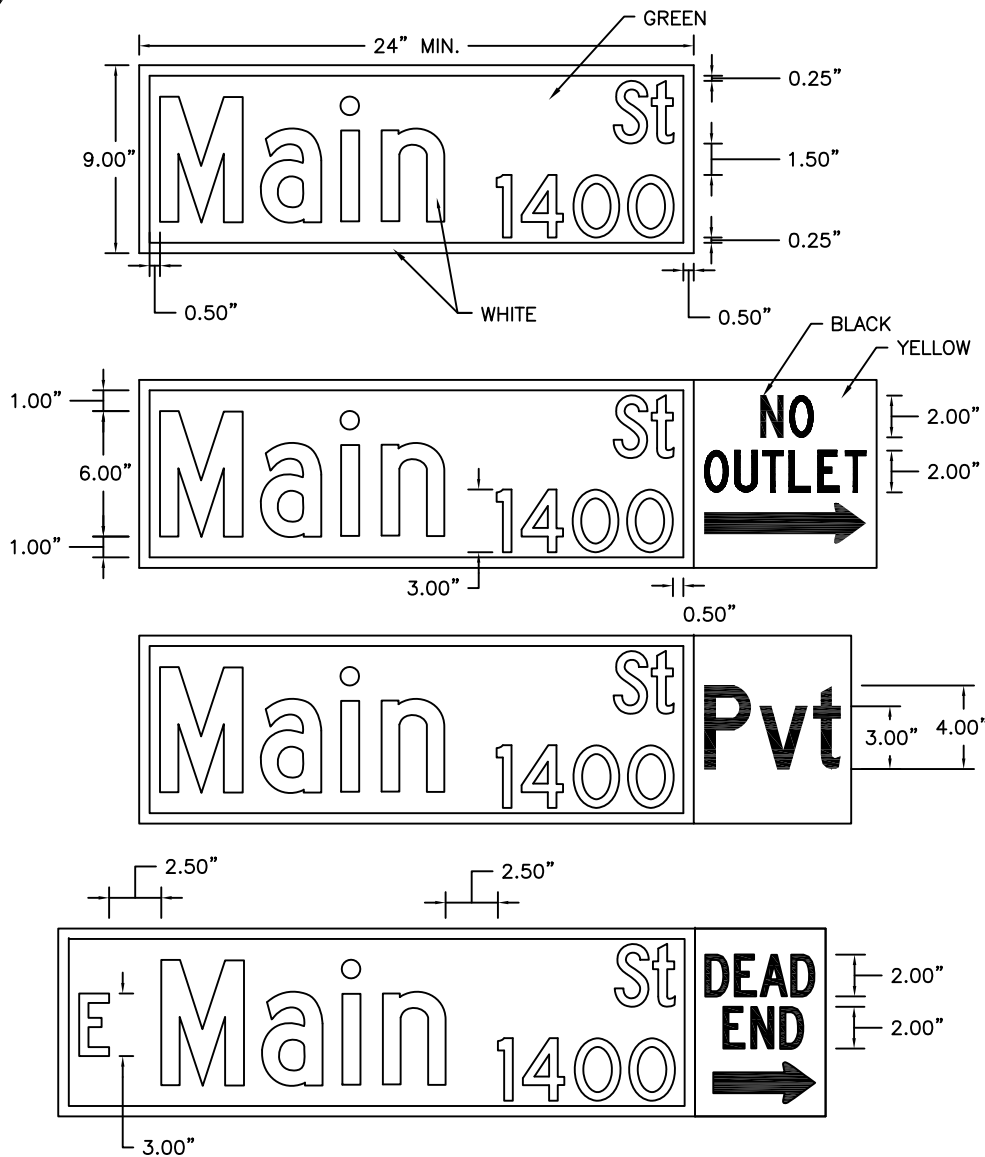 GREEN
24” MIN.
Main
St
1400
9.00”
0.25”
1.50”
0.25”
0.50”
WHITE
0.50”
BLACK
YELLOW
1.00”
6.00”
1.00”
Main
St
1400
3.00”
0.50”
NO
OUTLET
2.00”
2.00”
Main
St
1400
Pvt
3.00”
4.00”
2.50”
2.50”
E
Main
St
1400
3.00”
DEAD
END
2.00”
2.00”